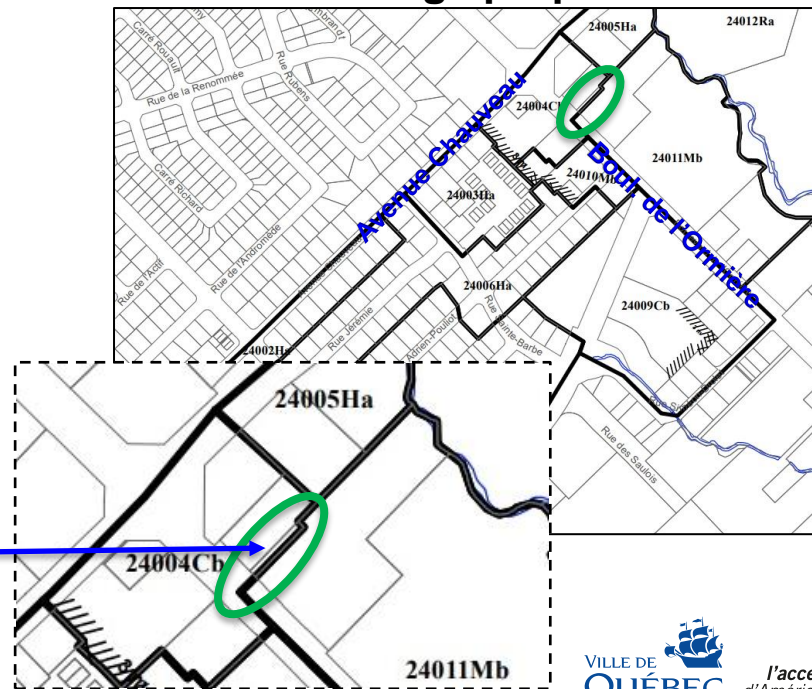 24005Ha
24012Ra
Carré Rouault
Rue Rubens
Rue de la Renommée
24004Cb
Avenue Chauveau
24011Mb
24010Mb
Boul de l'Ormière
24003Ha
Carré Richard
Rue de l'Andromède
Rue de l'Actif
24006Ha
24009Cb
Rue Jérémie
Rue Sainte-Barbe
Adrien-Pouliot
24002Ha
Rue des Saulois
24005Ha
24004Cb
24011Mb
VILLE DE
QUÉBEC